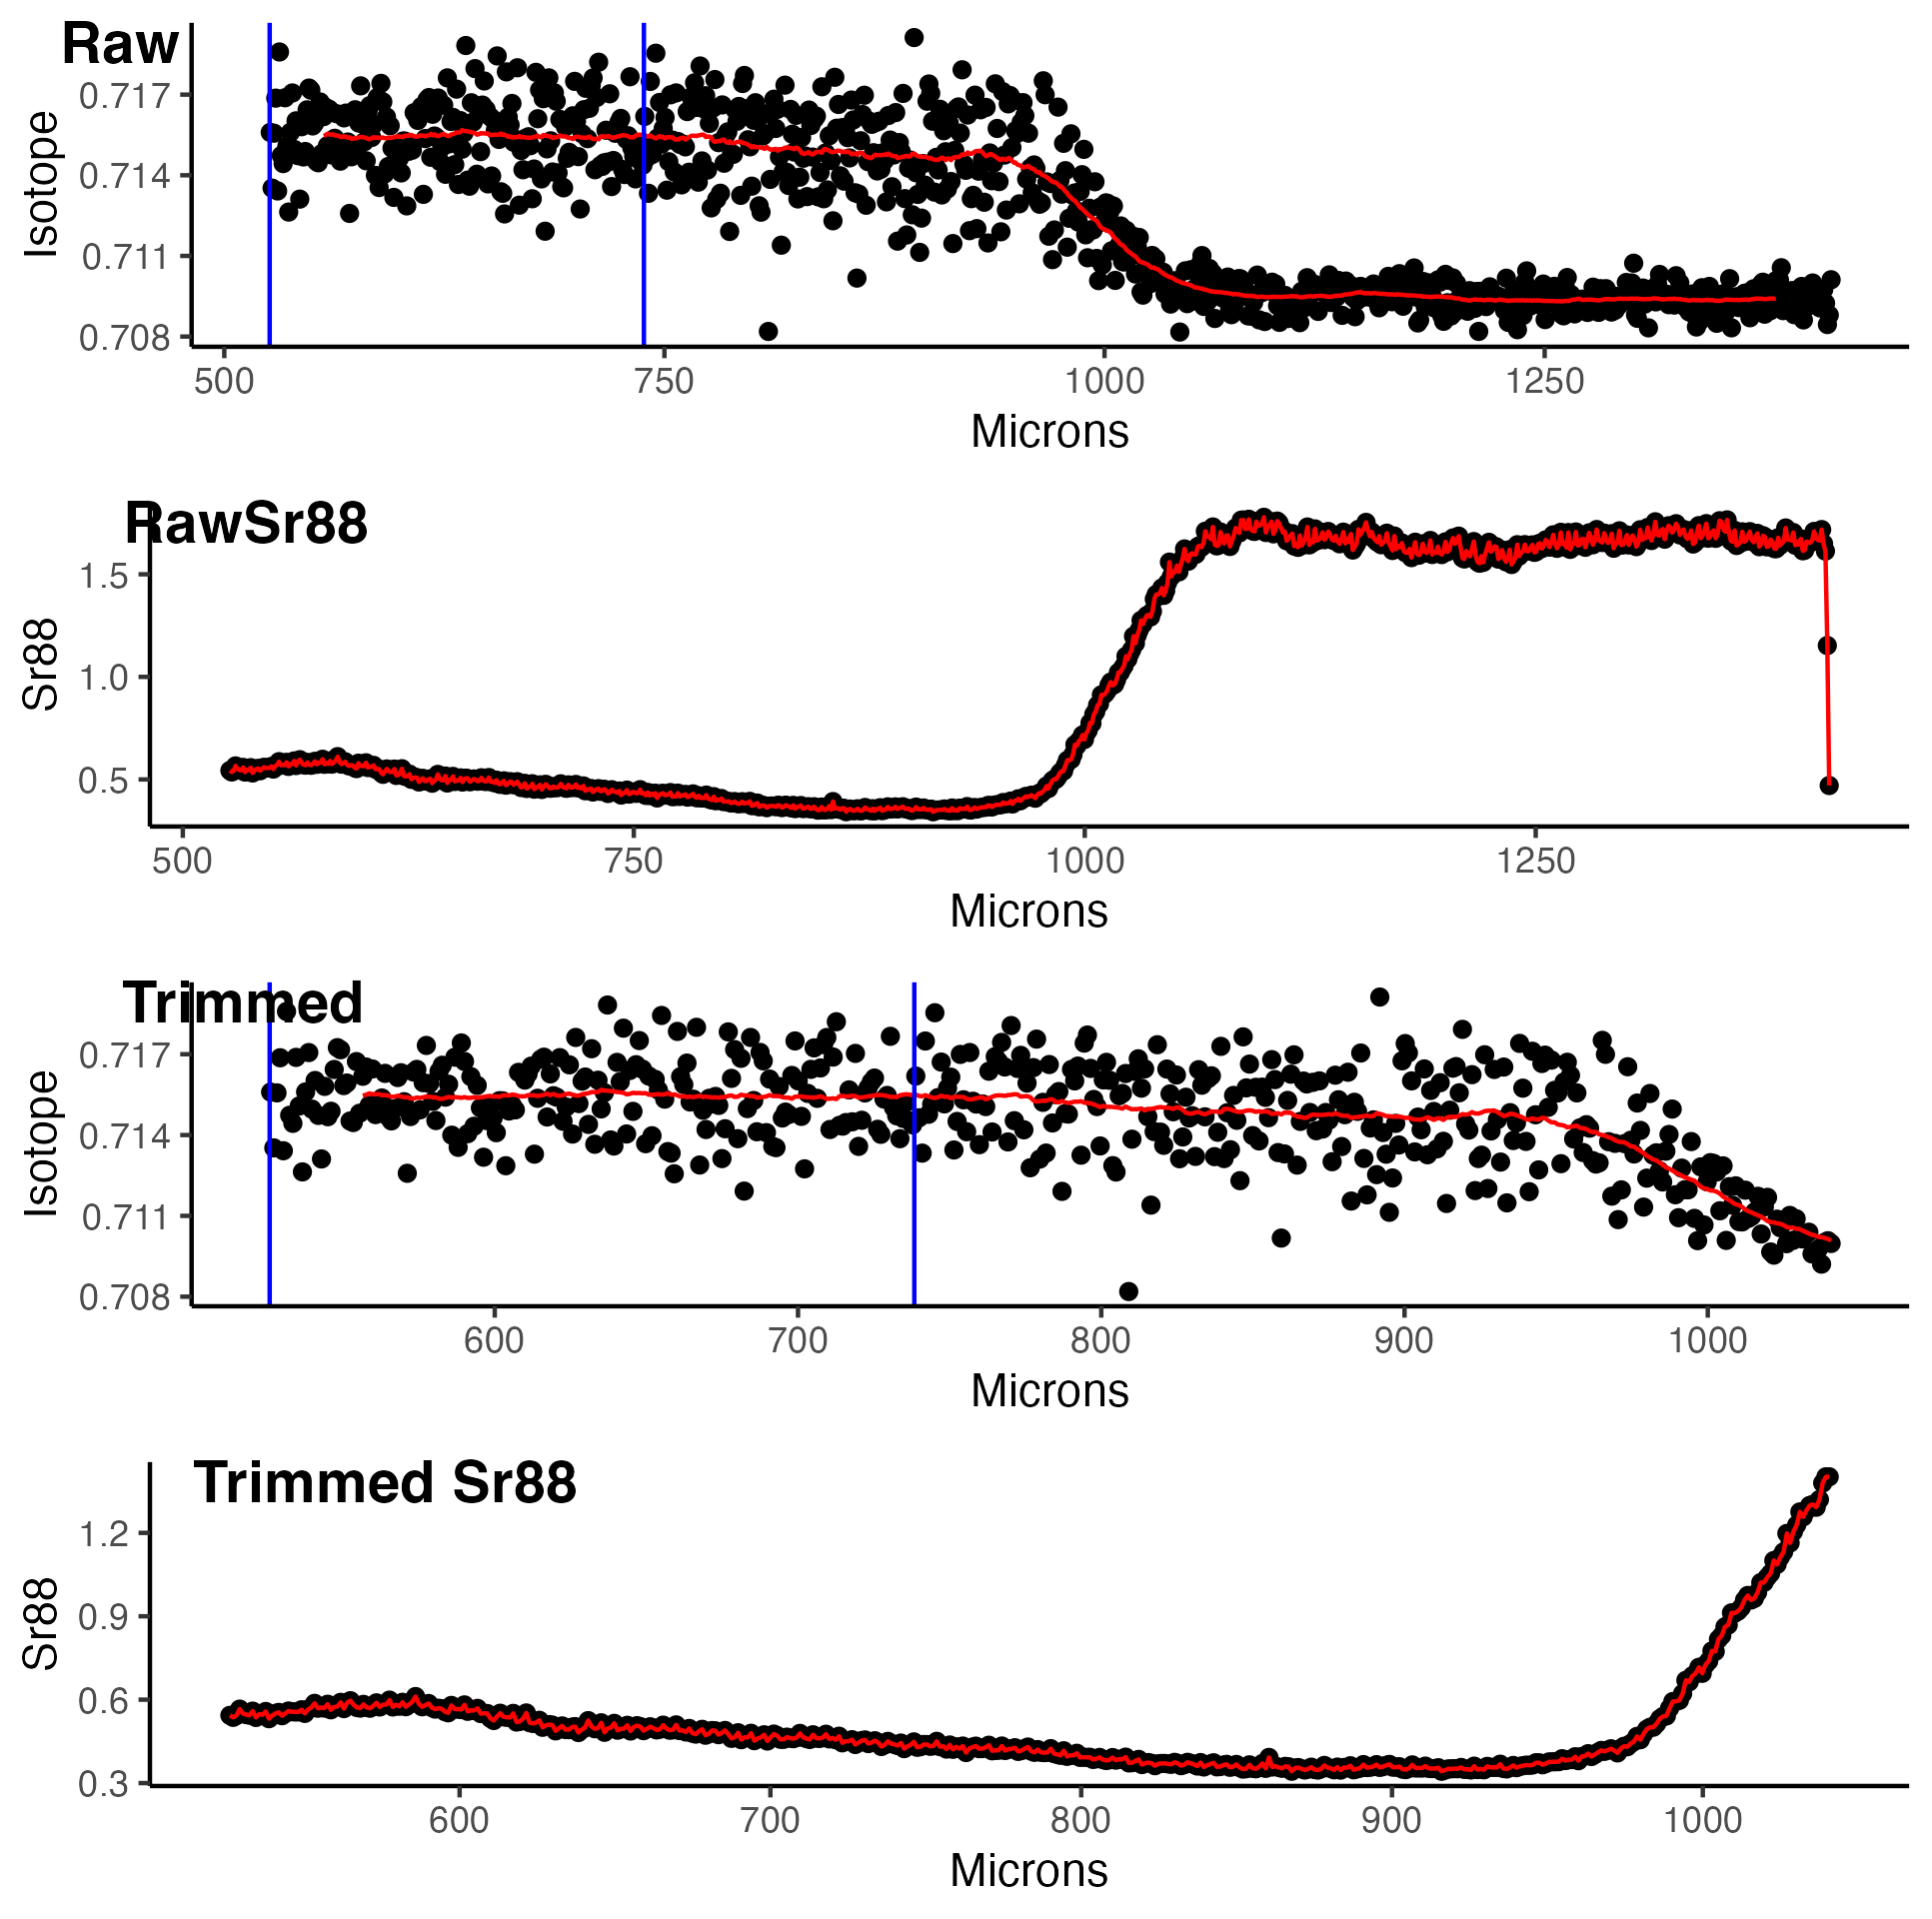 Raw
Isotope
0.717
0.714
0.711
0.708
500 750 1000 1250
Microns
RawSr88
Sr88
1.5
1.0
0.5
500 750 1000 1250
Microns
Trimmed
Isotope
0.717
0.714
0.711
0.708
600 700 800 900 1000
Microns
Trimmed Sr88
Sr88
1.2
0.9
0.6
0.3
600 700 800 900 1000
Microns